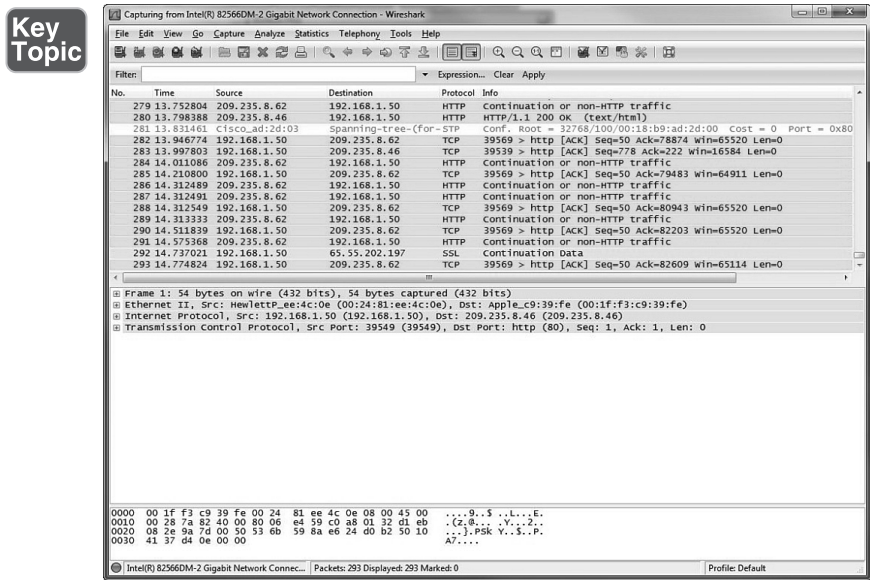 Key
Topic
Capturing from Intel(R) 82566DM-2 Gigabit Network Connection - Wireshark
File Edit View Go Capture Analyze Statistics Telephony Tools Help
Filter: Expression... Clear Apply
No. Time Source Destination Protocol Info
279 13.752804 209.235.8.62 192.168.1.50 HTTP Continuation or non-HTTP traffic
280 13.798388 209.235.8.46 192.168.1.50 HTTP HTTP/1.1 200 OK (text/html)
281 13.831461 Cisco_ad:2d:03 Spanning-tree-(for- STP Conf. Root = 32768/100/00:18:b9:ad:2d:00 Cost = 0 Port = 0x80
282 13.946774 192.168.1.50 209.235.8.62 TCP 39569 > http [ACK] Seq=50 Ack=78874 Win=65520 Len=0
283 13.997803 192.168.1.50 209.235.8.46 TCP 39539 > http [ACK] Seq=778 Ack=222 Win=16584 Len=0
284 14.011086 209.235.8.62 192.168.1.50 HTTP Continuation or non-HTTP traffic
285 14.210800 192.168.1.50 209.235.8.62 TCP 39569 > http [ACK] Seq=50 Ack=79483 Win=64911 Len=0
286 14.312489 209.235.8.62 192.168.1.50 HTTP Continuation or non-HTTP traffic
287 14.312491 209.235.8.62 192.168.1.50 HTTP Continuation or non-HTTP traffic
288 14.312549 192.168.1.50 209.235.8.62 TCP 39569 > http [ACK] Seq=50 Ack=80943 Win=65520 Len=0
289 14.313333 209.235.8.62 192.168.1.50 HTTP Continuation or non-HTTP traffic
290 14.511839 192.168.1.50 209.235.8.62 TCP 39569 > http [ACK] Seq=50 Ack=82203 Win=65520 Len=0
291 14.575368 209.235.8.62 192.168.1.50 HTTP Continuation or non-HTTP traffic
292 14.737021 192.168.1.50 65.55.202.197 SSL Continuation Data
293 14.774824 192.168.1.50 209.235.8.62 TCP 39569 > http [ACK] Seq=50 Ack=82609 Win=65114 Len=0
Frame 1: 54 bytes on wire (432 bits), 54 bytes captured (432 bits)
Ethernet II, Src: HewlettP_ee:4c:0e (00:24:81:ee:4c:0e), Dst: Apple_c9:39:fe (00:1f:f3:c9:39:fe)
Internet Protocol, Src: 192.168.1.50 (192.168.1.50), Dst: 209.235.8.46 (209.235.8.46)
Transmission Control Protocol, Src Port: 39549 (39549), Dst Port: http (80), Seq: 1, Ack: 1, Len: 0
0000 00 1f f3 c9 39 fe 00 24 81 ee 4c 0e 08 00 45 00 ....9..$ ..L...E.
0010 00 28 7a 82 40 00 80 06 e4 59 c0 a8 01 32 d1 eb .(z.@... .Y...2..
0020 08 2e 9a 7d 00 50 53 6b 59 8a e6 24 d0 b2 50 10 ...}.PSk Y..$..P.
0030 41 37 d4 0e 00 00 A7....
Intel(R) 82566DM-2 Gigabit Network Connec... Packets: 293 Displayed: 293 Marked: 0 Profile: Default